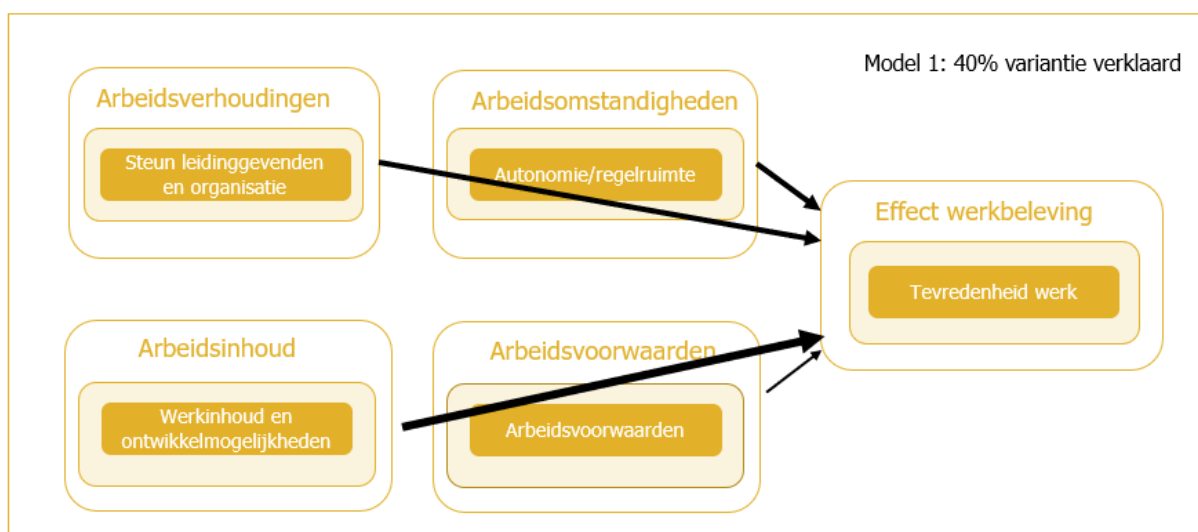 Model 1: 40% variantie verklaard
Arbeidsverhoudingen
Steun leidinggevenden
en organisatie
Arbeidsomstandigheden
Autonomie/regelruimte
Effect werkbeleving
Tevredenheid werk
Arbeidsinhoud
Werkinhoud en
ontwikkelmogelijkheden
Arbeidsvoorwaarden
Arbeidsvoorwaarden